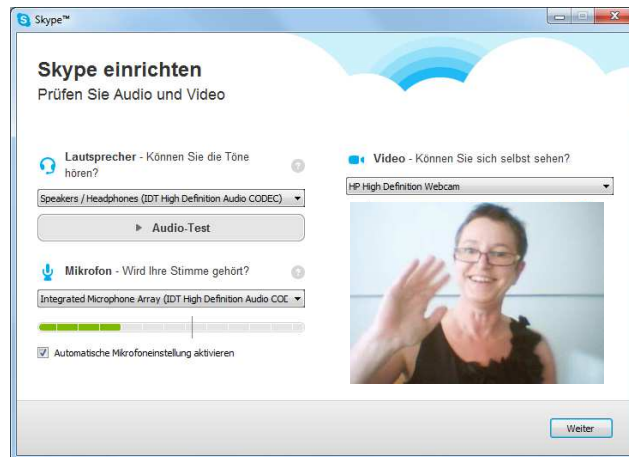 Skype™
Skype einrichten
Prüfen Sie Audio und Video
Lautsprecher - Können Sie die Töne
hören?
?
Speakers / Headphones (IDT High Definition Audio CODEC)
Audio-Test
Mikrofon - Wird Ihre Stimme gehört?
?
Integrated Microphone Array (IDT High Definition Audio COD
Automatische Mikrofoneinstellung aktivieren
Video - Können Sie sich selbst sehen?
HP High Definition Webcam
Weiter